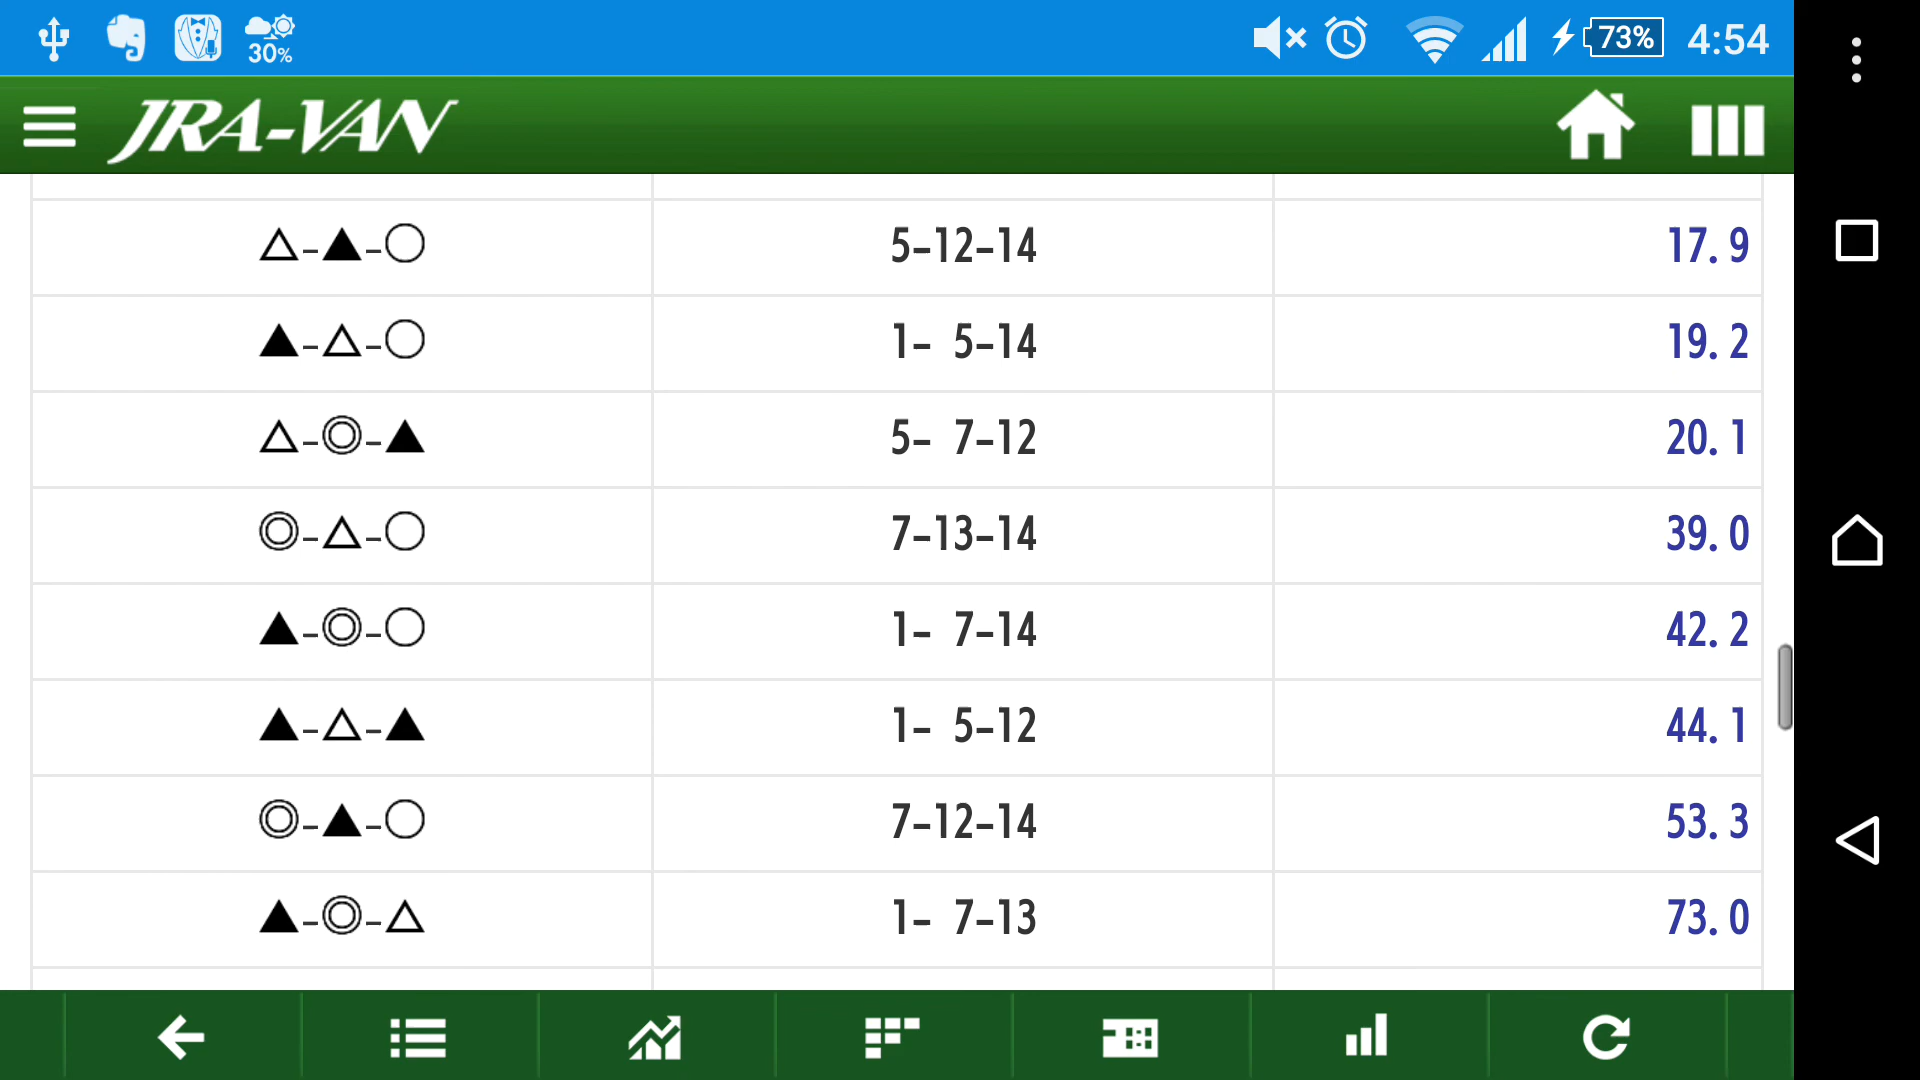 30%
73% 4:54
JRA-VAN
△-▲-○ 5-12-14 17.9
▲-△-○ 1- 5-14 19.2
△-◎-▲ 5- 7-12 20.1
◎-△-○ 7-13-14 39.0
▲-◎-○ 1- 7-14 42.2
▲-△-▲ 1- 5-12 44.1
◎-▲-○ 7-12-14 53.3
▲-◎-△ 1- 7-13 73.0